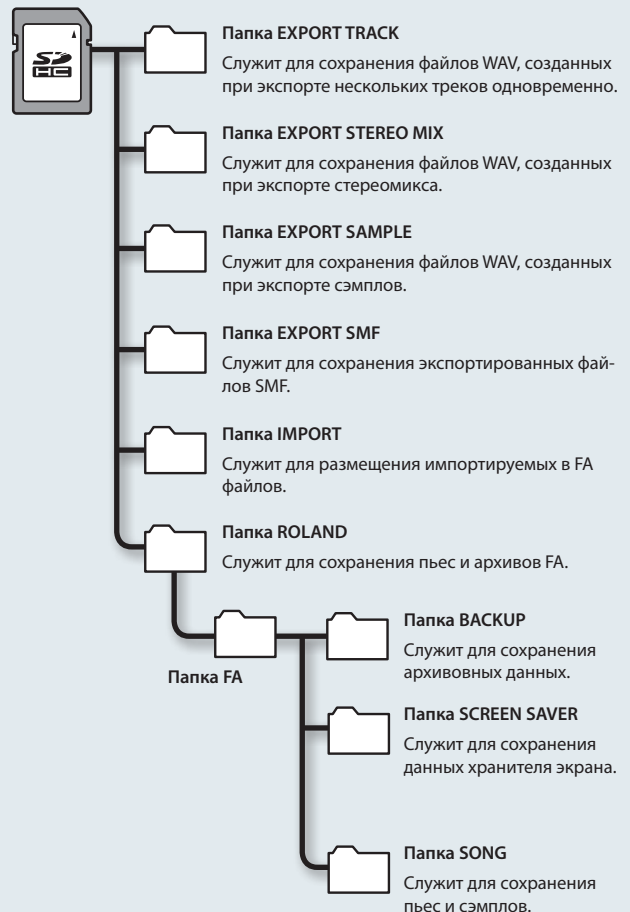 SD
HC
Папка EXPORT TRACK
Служит для сохранения файлов WAV, созданных
при экспорте нескольких треков одновременно.
Папка EXPORT STEREO MIX
Служит для сохранения файлов WAV, созданных
при экспорте стереомикса.
Папка EXPORT SAMPLE
Служит для сохранения файлов WAV, созданных
при экспорте сэмплов.
Папка EXPORT SMF
Служит для сохранения экспортированных фай-
лов SMF.
Папка IMPORT
Служит для размещения импортируемых в FA
файлов.
Папка ROLAND
Служит для сохранения пьес и архивов FA.
Папка FA
Папка BACKUP
Служит для сохранения
архивовных данных.
Папка SCREEN SAVER
Служит для сохранения
данных хранителя экрана.
Папка SONG
Служит для сохранения
пьес и сэмплов.